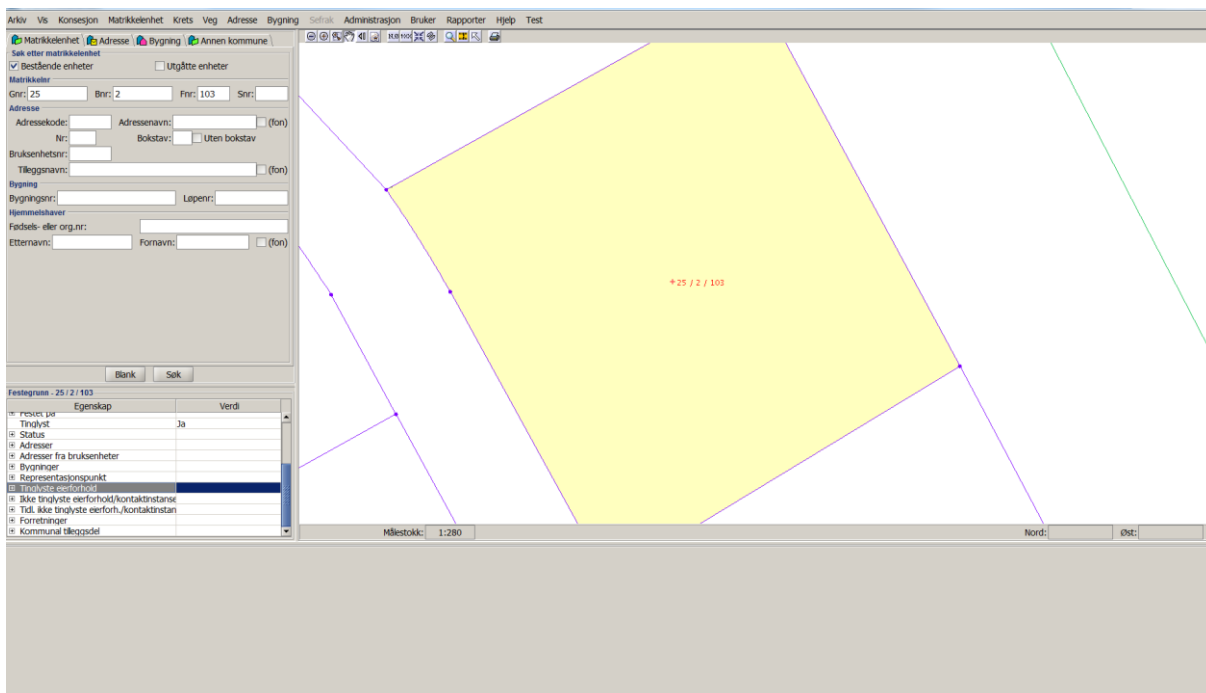 Arkiv Vis Konsesjon Matrikkelenhet Krets Veg Adresse Bygning Sefrak Administrasjon Bruker Rapporter Hjelp Test
Matrikkelenhet Adresse Bygning Annen kommune
Søk etter matrikkelenhet
Bestående enheter Utgåtte enheter
Matrikkelnr
Gnr: 25 Bnr: 2 Fnr: 103 Snr:
Adresse
Adressekode: Adressenavn: (fon)
Nr: Bokstav: Uten bokstav
Bruksenhetsnr:
Tilleggsnavn: (fon)
Bygning
Bygningsnr: Løpenr:
Hjemmelshaver
Fødsels- eller org.nr:
Etternavn: Fornavn: (fon)
Blank Søk
Festegrunn - 25 / 2 / 103
Egenskap Verdi
Festet på
Tinglyst Ja
Status
Adresser
Adresser fra bruksenheter
Bygninger
Representasjonspunkt
Tinglyste eierforhold
Ikke tinglyste eierforhold/kontaktinstanse
Tidl. ikke tinglyste eierforh./kontaktinstan
Forretninger
Kommunal tilleggsdel
25 / 2 / 103
Målestokk: 1:280 Nord: Øst: